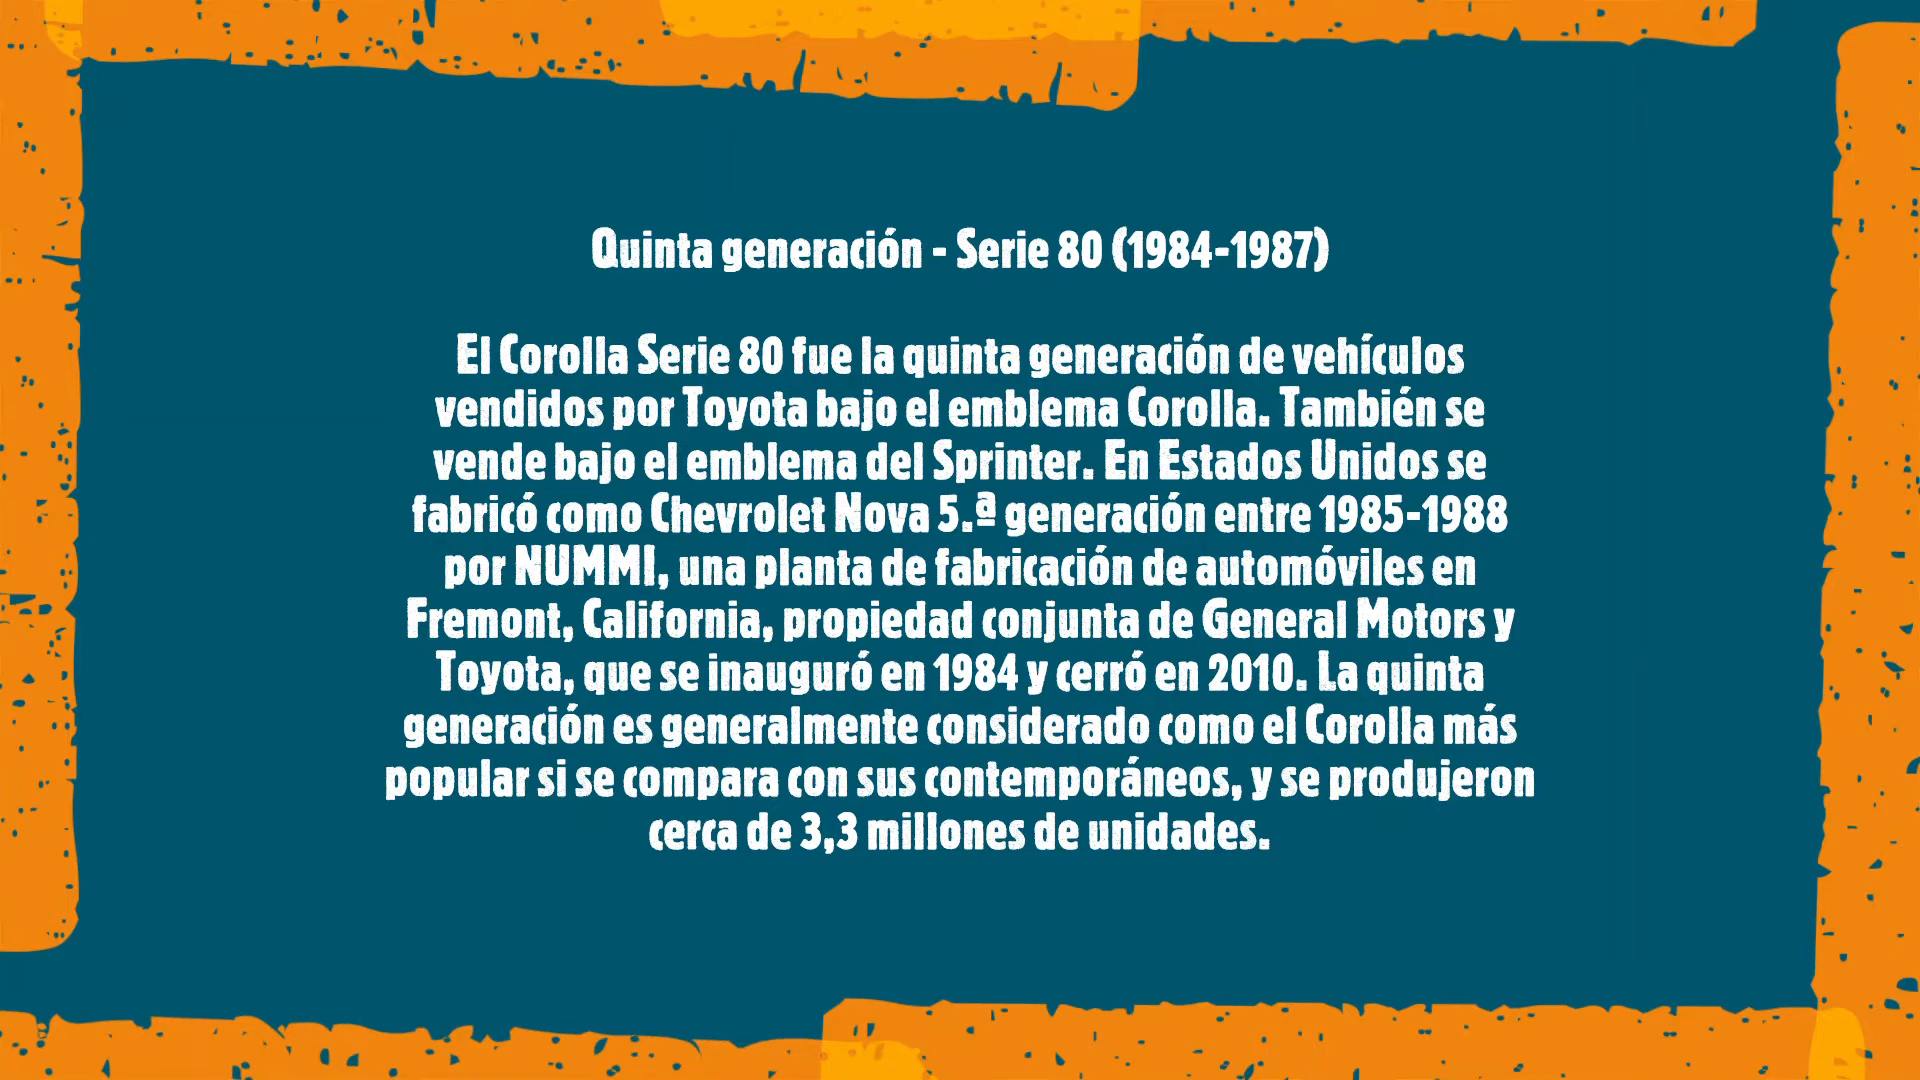 Quinta generación - Serie 80 (1984-1987)
El Corolla Serie 80 fue la quinta generación de vehículos
vendidos por Toyota bajo el emblema Corolla. También se
vende bajo el emblema del Sprinter. En Estados Unidos se
fabricó como Chevrolet Nova 5.ª generación entre 1985-1988
por NUMMI, una planta de fabricación de automóviles en
Fremont, California, propiedad conjunta de General Motors y
Toyota, que se inauguró en 1984 y cerró en 2010. La quinta
generación es generalmente considerado como el Corolla más
popular si se compara con sus contemporáneos, y se produjeron
cerca de 3,3 millones de unidades.